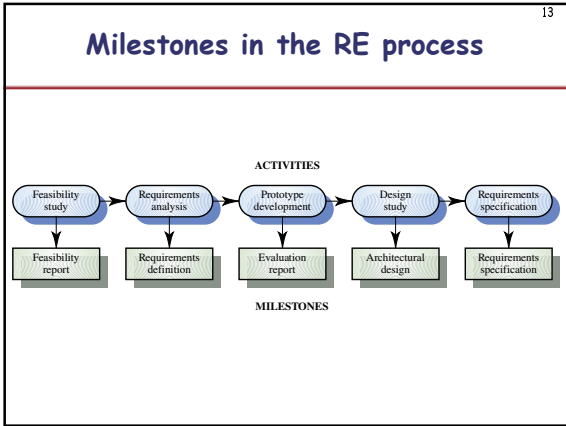 13
Milestones in the RE process
ACTIVITIES
Feasibility
study
Requirements
analysis
Prototype
development
Design
study
Requirements
specification
Feasibility
report
Requirements
definition
Evaluation
report
Architectural
design
Requirements
specification
MILESTONES